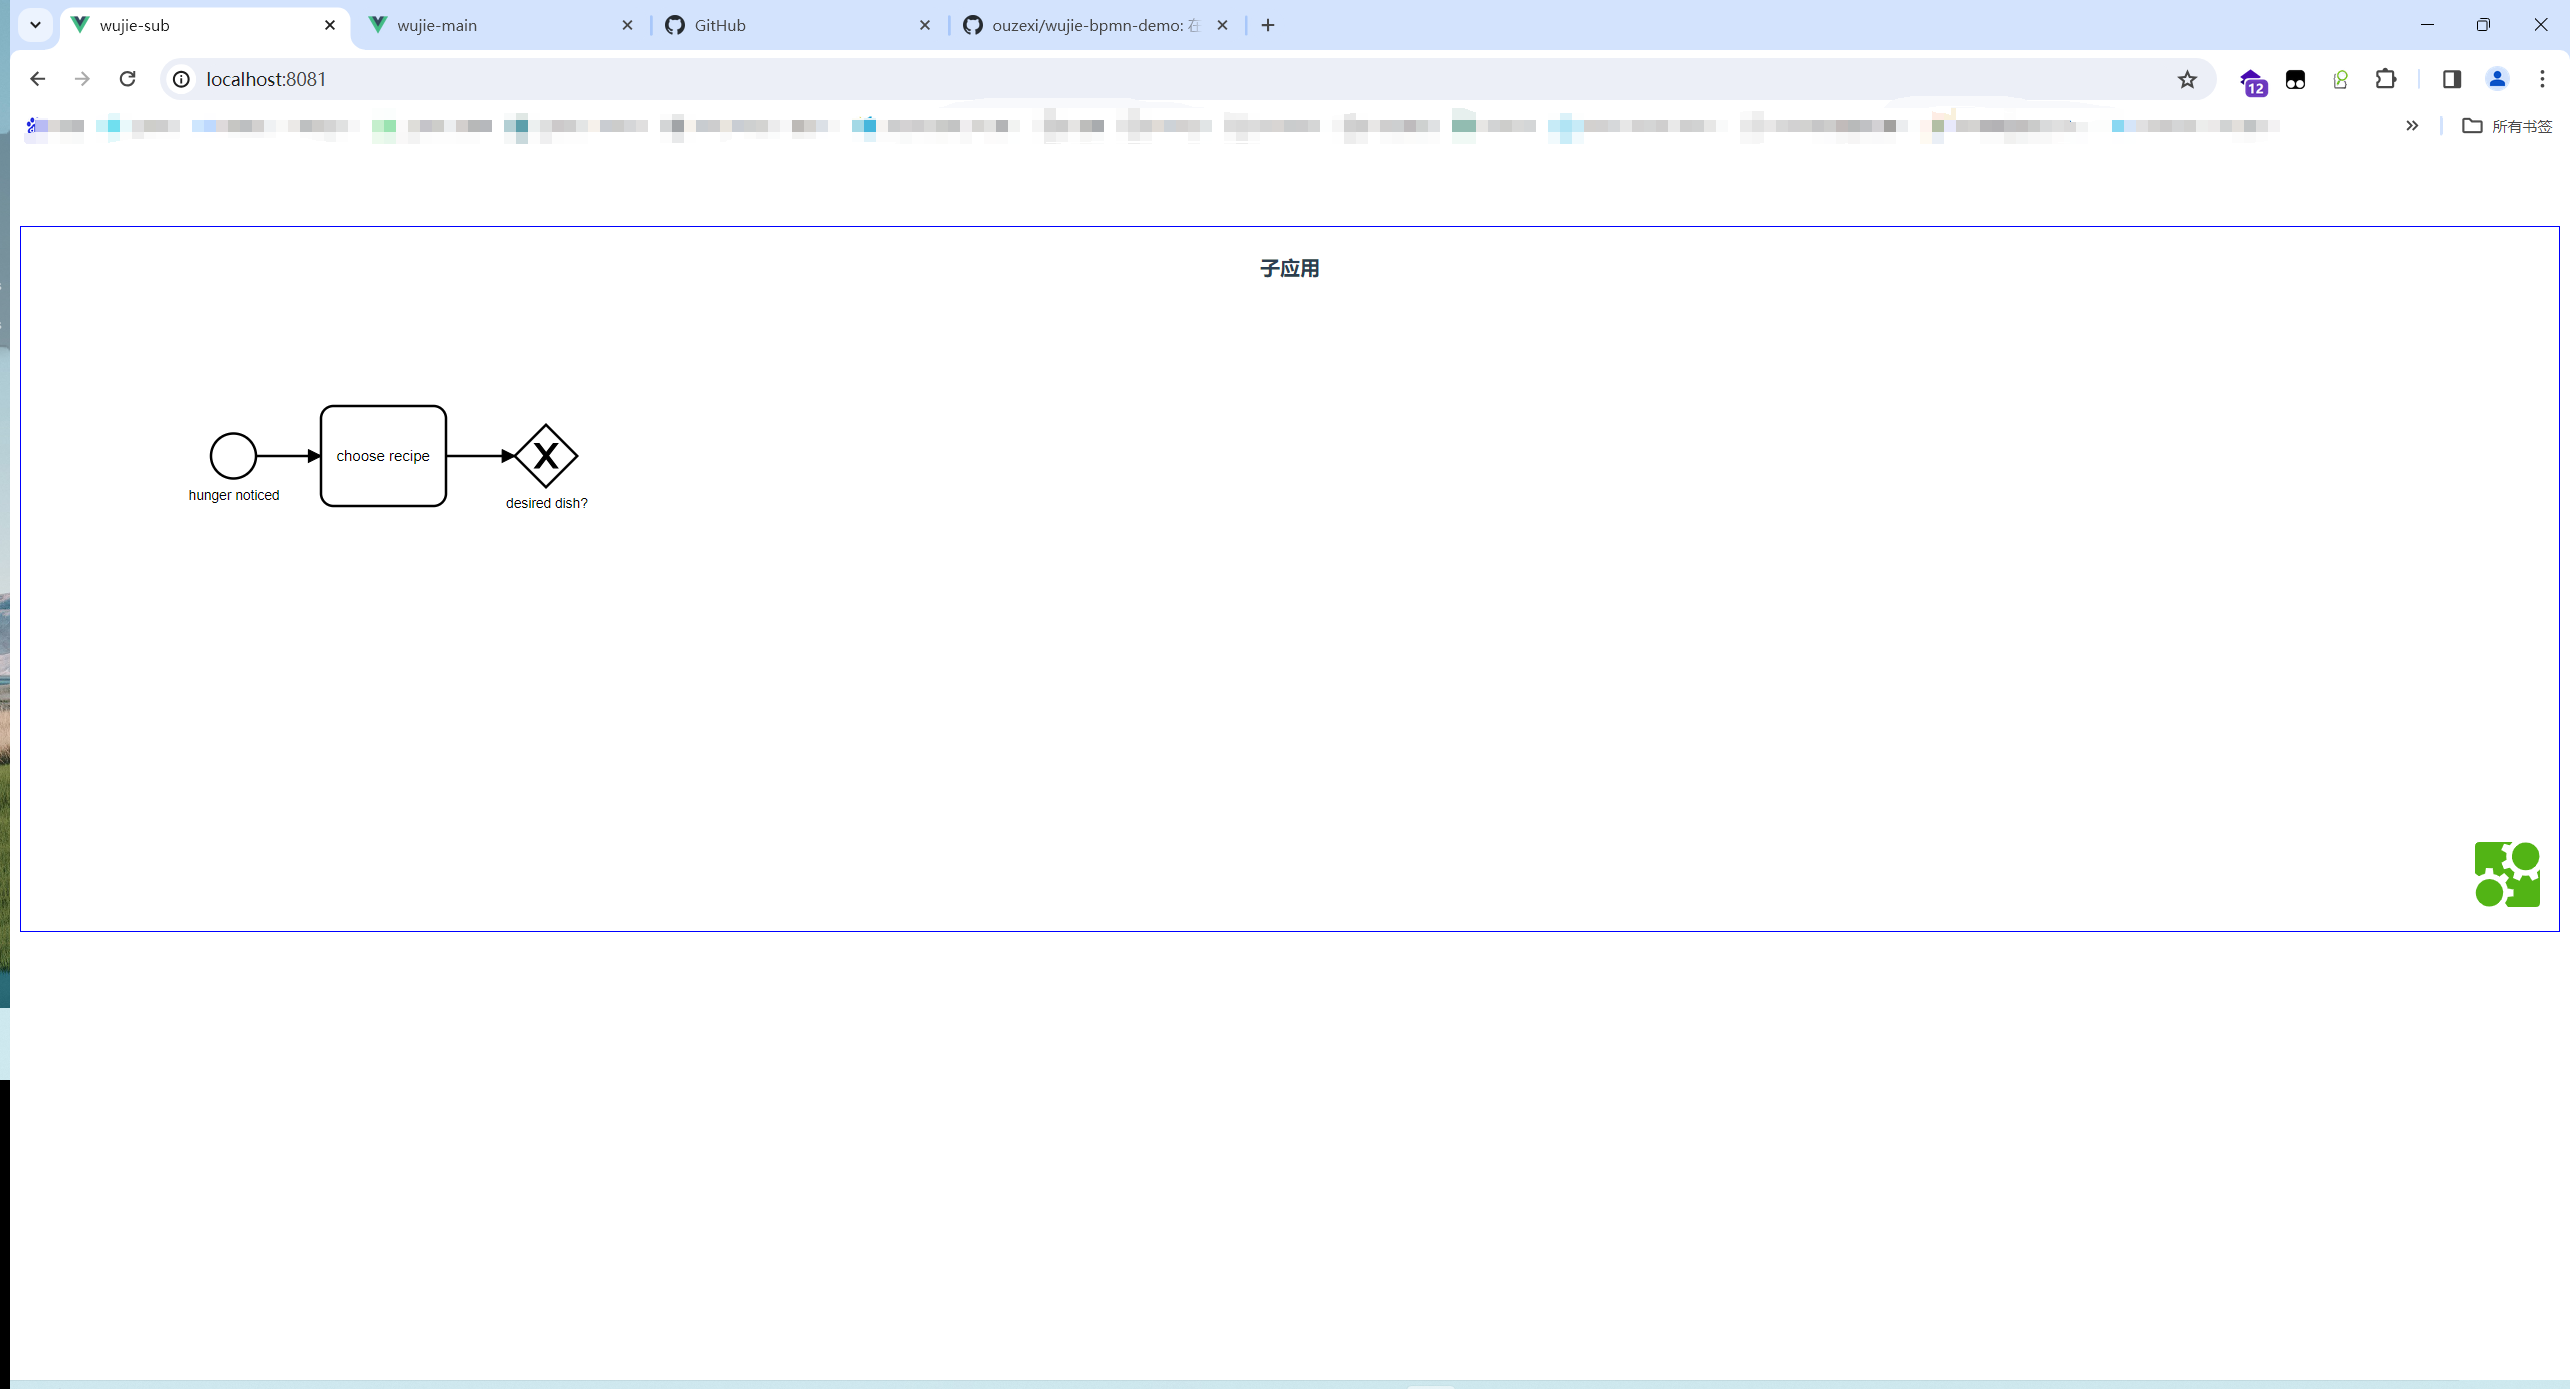 wujie-sub
wujie-main
GitHub
ouzexi/wujie-bpmn-demo: 在
localhost:8081
12
所有书签
子应用
choose recipe
hunger noticed
desired dish?